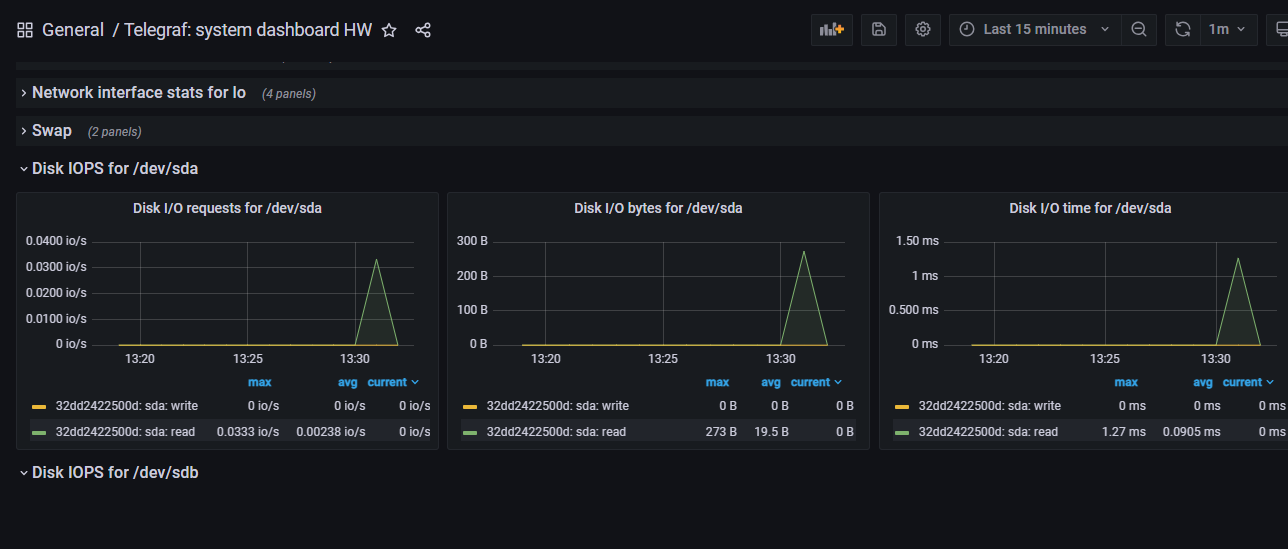 General / Telegraf: system dashboard HW
Last 15 minutes
1m
Network interface stats for lo (4 panels)
Swap (2 panels)
Disk IOPS for /dev/sda
Disk I/O requests for /dev/sda
0.0400 io/s
0.0300 io/s
0.0200 io/s
0.0100 io/s
0 io/s
13:20 13:25 13:30
max avg current
32dd2422500d: sda: write 0 io/s 0 io/s 0 io/s
32dd2422500d: sda: read 0.0333 io/s 0.00238 io/s 0 io/s
Disk I/O bytes for /dev/sda
300 B
200 B
100 B
0 B
13:20 13:25 13:30
max avg current
32dd2422500d: sda: write 0 B 0 B 0 B
32dd2422500d: sda: read 273 B 19.5 B 0 B
Disk I/O time for /dev/sda
1.50 ms
1 ms
0.500 ms
0 ms
13:20 13:25 13:30
max avg current
32dd2422500d: sda: write 0 ms 0 ms 0 ms
32dd2422500d: sda: read 1.27 ms 0.0905 ms 0 ms
Disk IOPS for /dev/sdb